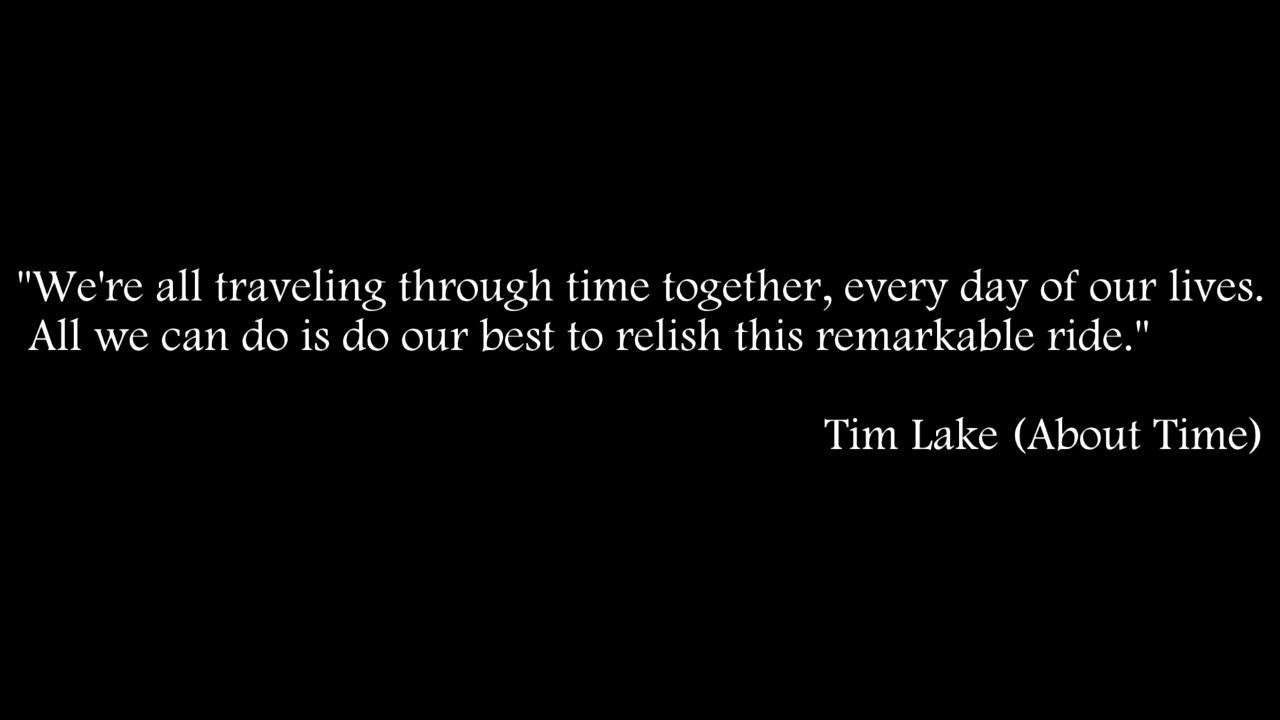 "We're all traveling through time together, every day of our lives.
All we can do is do our best to relish this remarkable ride."
Tim Lake (About Time)